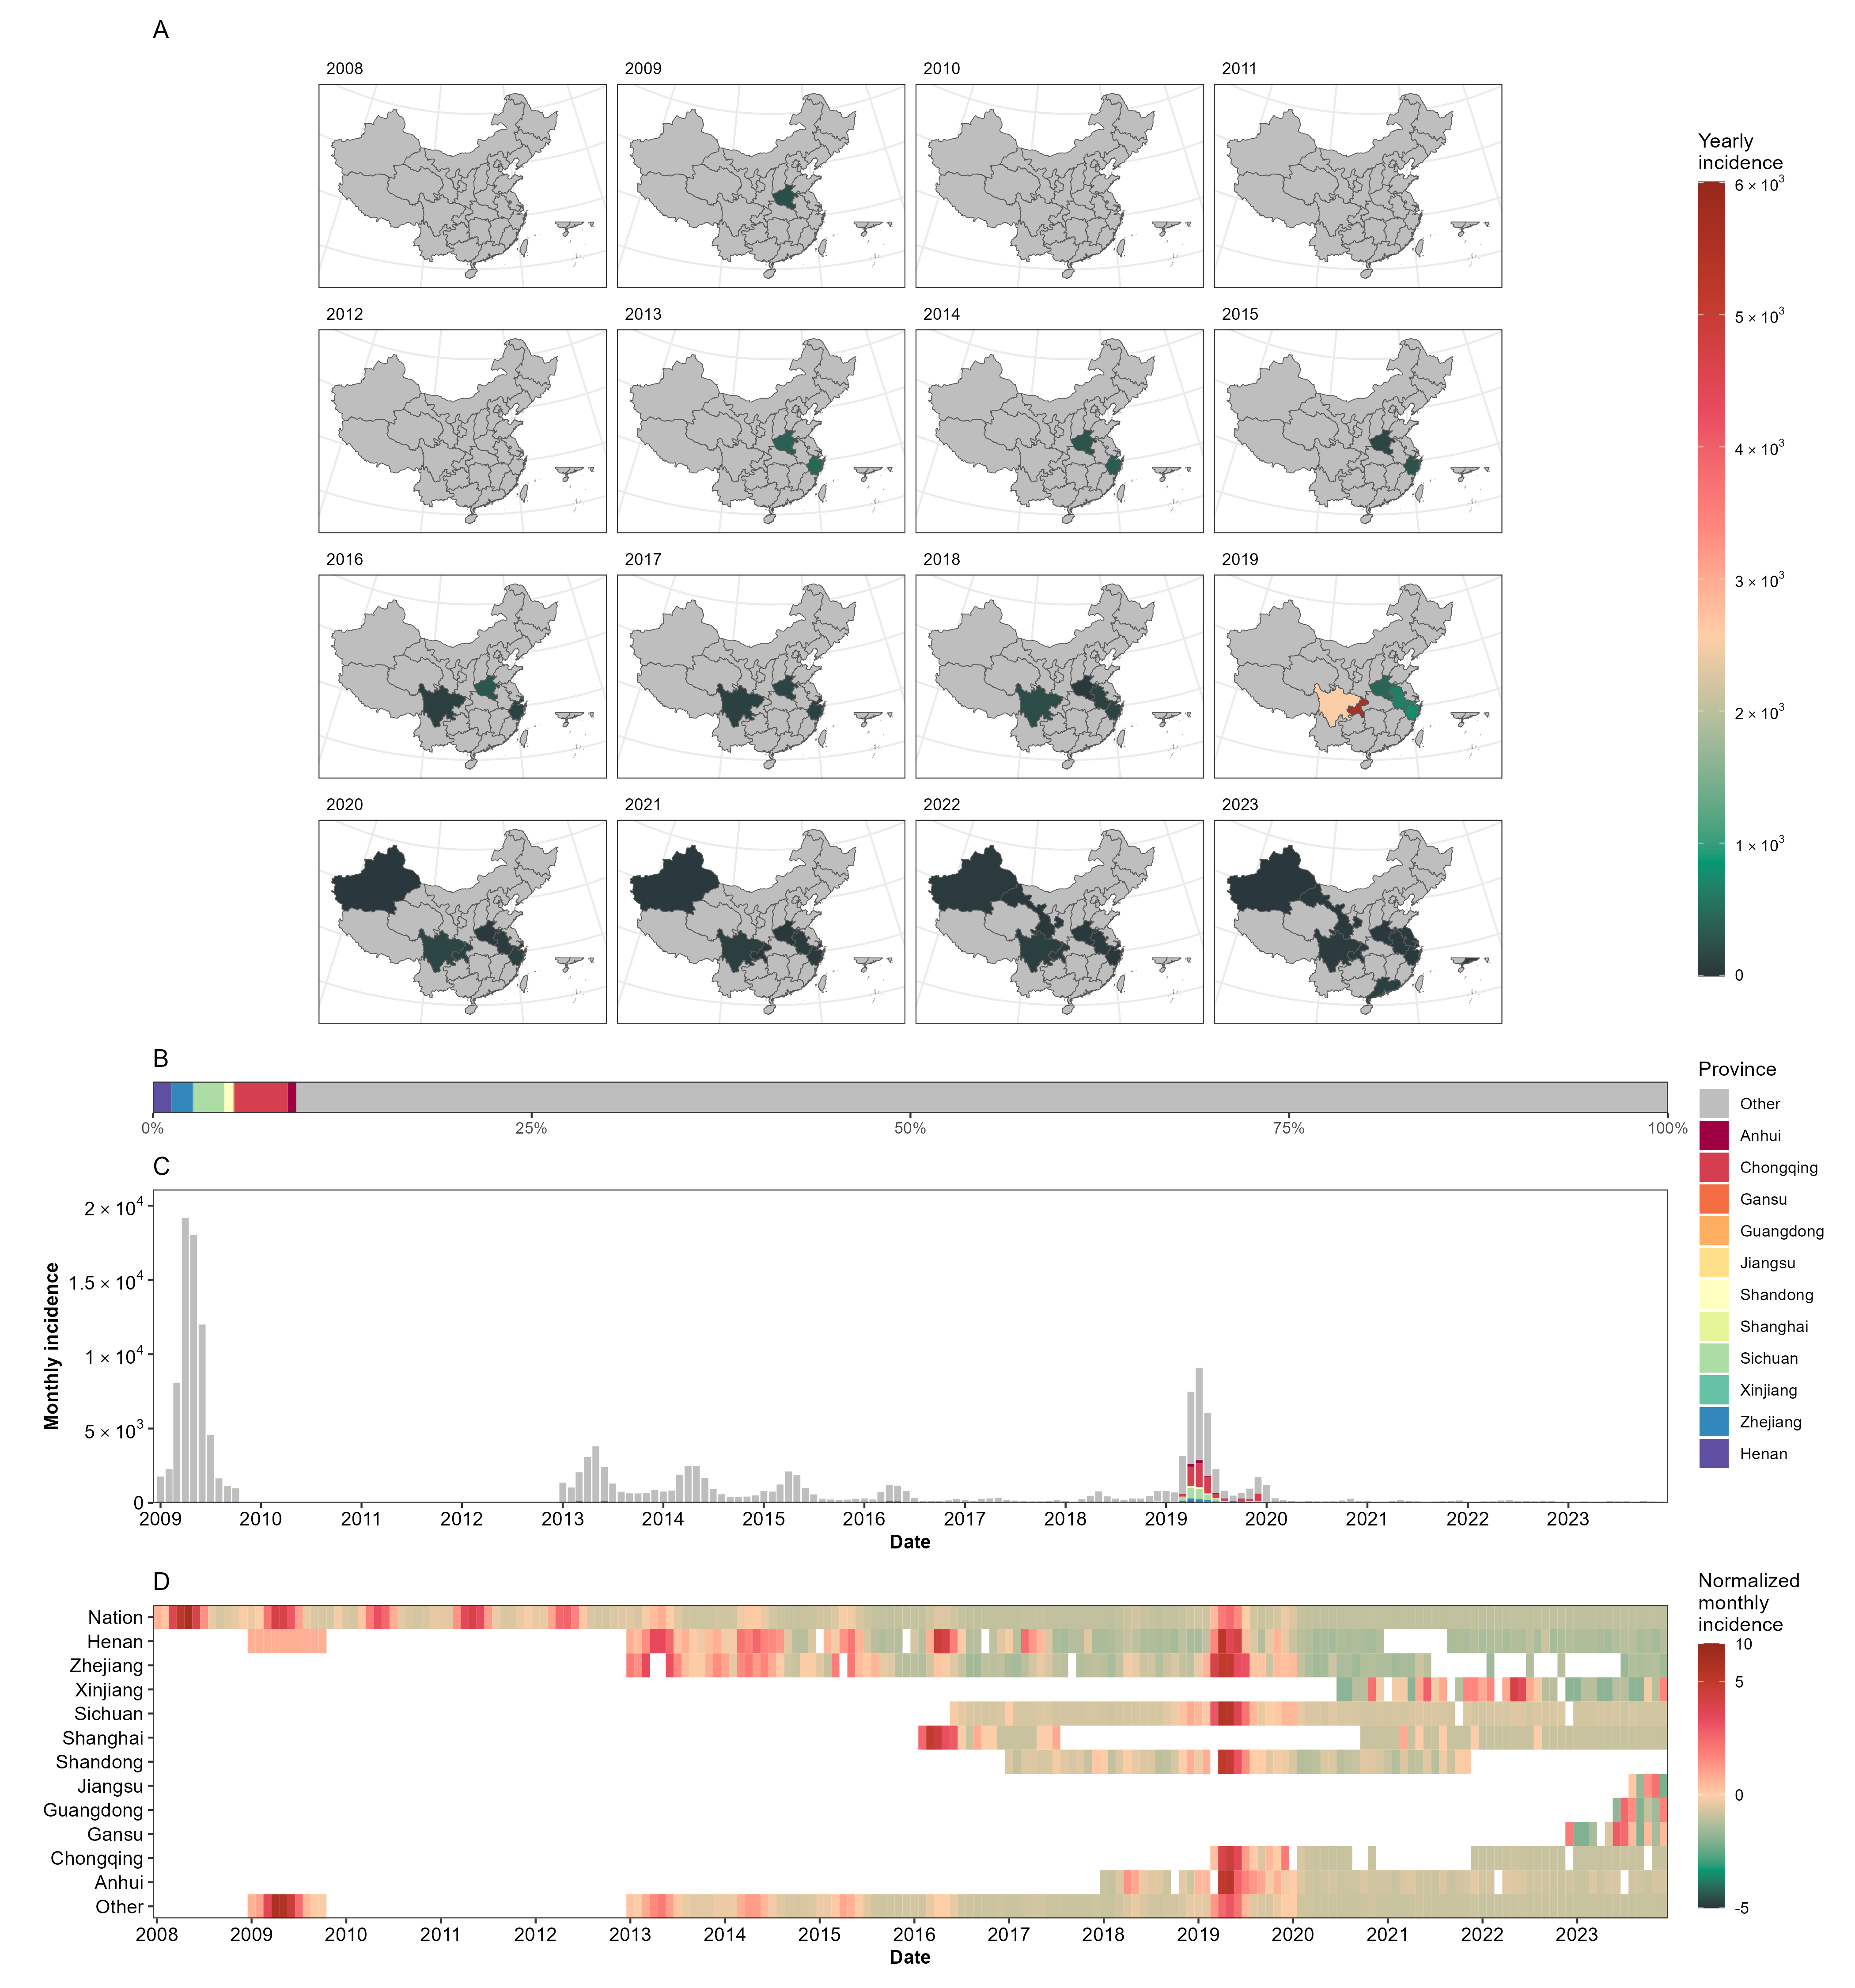 A
2008
2009
2010
2011
2012
2013
2014
2015
2016
2017
2018
2019
2020
2021
2022
2023
Yearly
incidence
6 × 10³
5 × 10³
4 × 10³
3 × 10³
2 × 10³
1 × 10³
0
B
0%
25%
50%
75%
100%
Province
Other
Anhui
Chongqing
Gansu
Guangdong
Jiangsu
Shandong
Shanghai
Sichuan
Xinjiang
Zhejiang
Henan
C
Monthly incidence
2 × 10⁴
1.5 × 10⁴
1 × 10⁴
5 × 10³
0
2009 2010 2011 2012 2013 2014 2015 2016 2017 2018 2019 2020 2021 2022 2023
Date
D
Nation
Henan
Zhejiang
Xinjiang
Sichuan
Shanghai
Shandong
Jiangsu
Guangdong
Gansu
Chongqing
Anhui
Other
2008 2009 2010 2011 2012 2013 2014 2015 2016 2017 2018 2019 2020 2021 2022 2023
Date
Normalized
monthly
incidence
10
5
0
-5